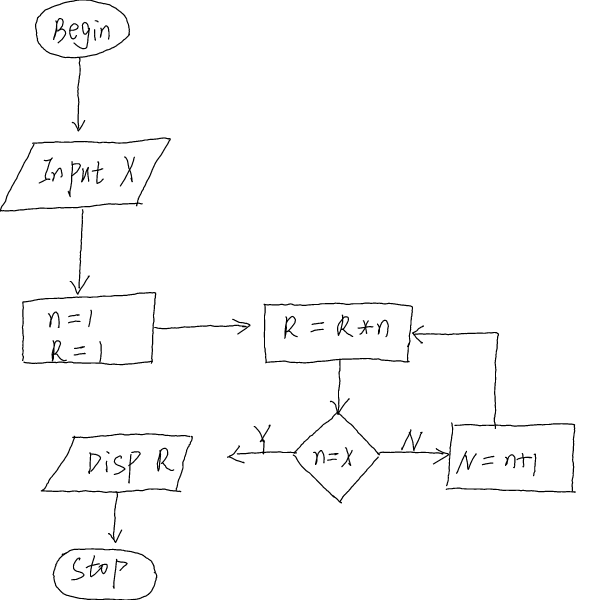 Begin
Input X
n=1
R=1
R=R*n
n=X
Y
N
N=n+1
Disp R
Stop